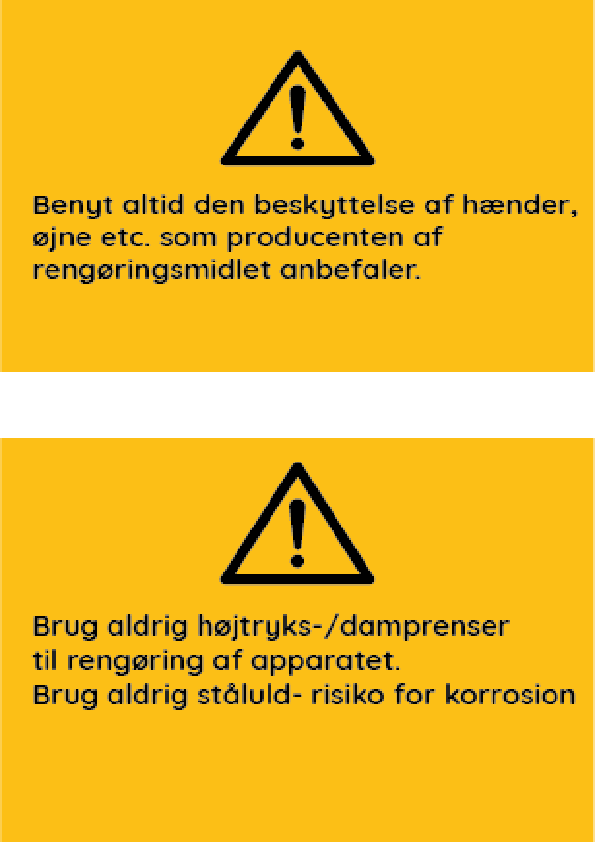 Benyt altid den beskyttelse af hænder,
øjne etc. som producenten af
rengøringsmidlet anbefaler.
Brug aldrig højtryks-/damprenser
til rengøring af apparatet.
Brug aldrig ståluld- risiko for korrosion